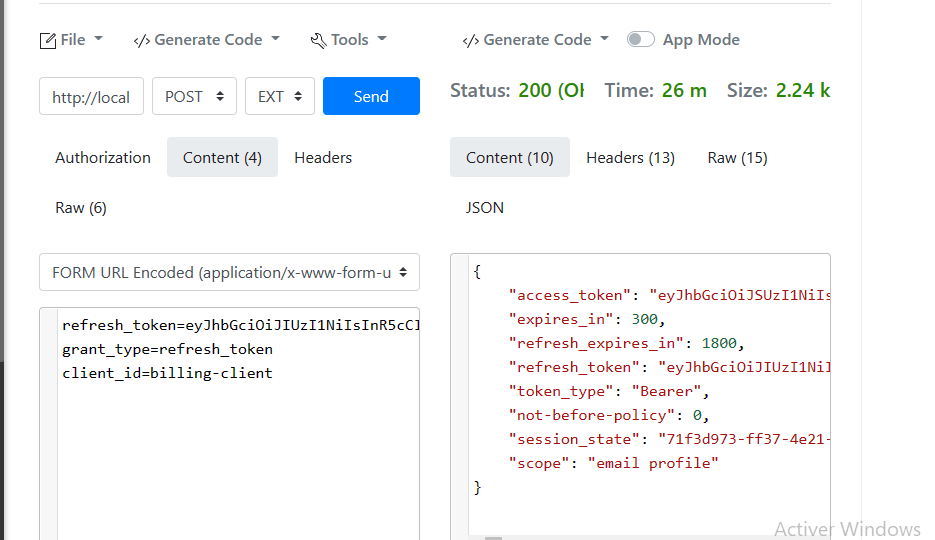 File
</> Generate Code
Tools
</> Generate Code
App Mode
http://local
POST
EXT
Send
Status: 200 (OK
Time: 26 m
Size: 2.24 k
Authorization
Content (4)
Headers
Raw (6)
Content (10)
Headers (13)
Raw (15)
JSON
FORM URL Encoded (application/x-www-form-u
refresh_token=eyJhbGciOiJIUzI1NiIsInR5cCI
grant_type=refresh_token
client_id=billing-client
{
"access_token": "eyJhbGciOiJSUzI1NiIs
"expires_in": 300,
"refresh_expires_in": 1800,
"refresh_token": "eyJhbGciOiJIUzI1NiI
"token_type": "Bearer",
"not-before-policy": 0,
"session_state": "71f3d973-ff37-4e21-
"scope": "email profile"
}
Activer Windows